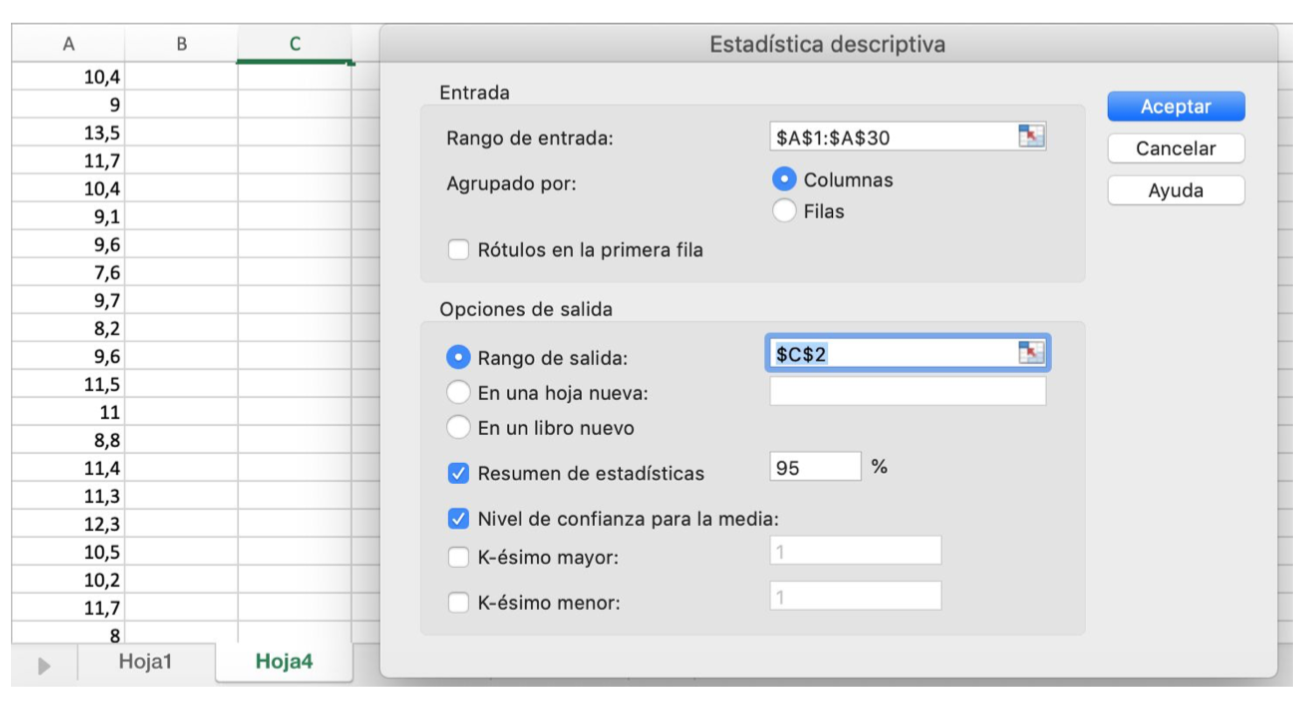 A B C
10,4
9
13,5
11,7
10,4
9,1
9,6
7,6
9,7
8,2
9,6
11,5
11
8,8
11,4
11,3
12,3
10,5
10,2
11,7
8
Hoja1 Hoja4
Estadística descriptiva
Entrada
Rango de entrada: $A$1:$A$30
Agrupado por: Columnas
Filas
Rótulos en la primera fila
Opciones de salida
Rango de salida: $C$2
En una hoja nueva:
En un libro nuevo
Resumen de estadísticas 95 %
Nivel de confianza para la media:
K-ésimo mayor: 1
K-ésimo menor: 1
Aceptar
Cancelar
Ayuda